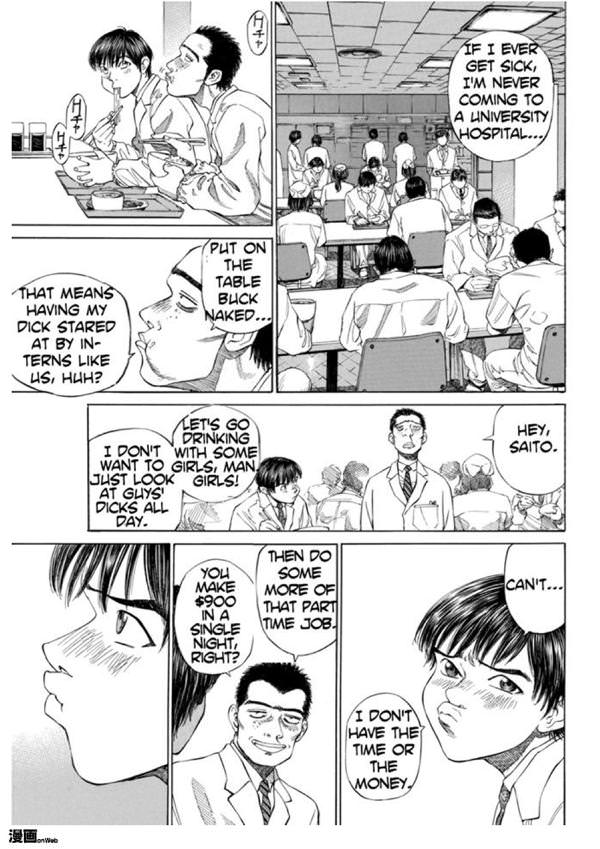 IF I EVER
GET SICK,
I'M NEVER
COMING TO
A UNIVERSITY
HOSPITAL...
クチャ
クチャ
クチャ
PUT ON
THE
TABLE
BUCK
NAKED...
THAT MEANS
HAVING MY
DICK STARED
AT BY IN-
TERNS LIKE
US, HUH?
HEY,
SAITO.
LET'S GO
DRINKING
WITH SOME
GIRLS, MAN.
GIRLS!
I DON'T
WANT TO
JUST LOOK
AT GUYS'
DICKS ALL
DAY.
CAN'T...
I DON'T
HAVE THE
TIME OR
THE
MONEY.
THEN DO
SOME
MORE OF
THAT PART
TIME JOB.
YOU
MAKE
$900
IN A
SINGLE
NIGHT,
RIGHT?
漫画onWeb